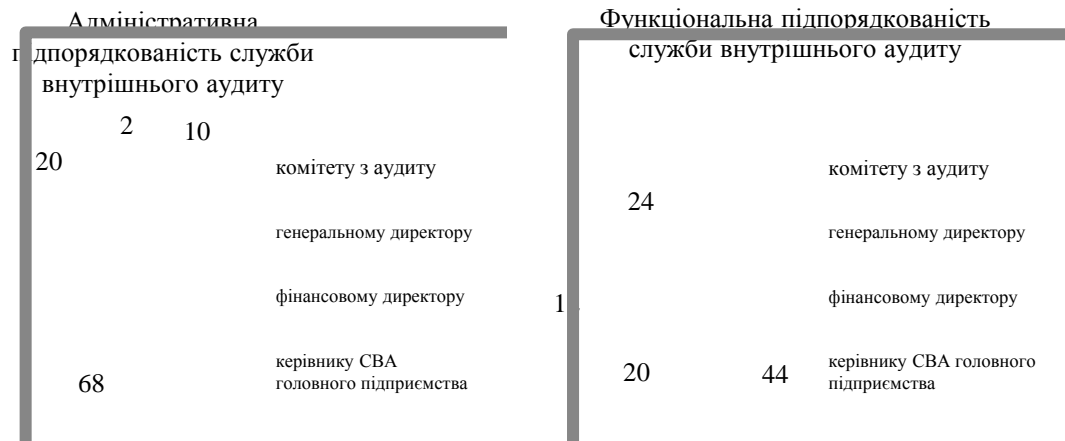 Адміністративна
підпорядкованість служби
внутрішнього аудиту
2
10
20
комітету з аудиту
генеральному директору
фінансовому директору
керівнику СВА
головного підприємства
68
Функціональна підпорядкованість
служби внутрішнього аудиту
комітету з аудиту
24
генеральному директору
фінансовому директору
керівнику СВА головного
підприємства
20
44